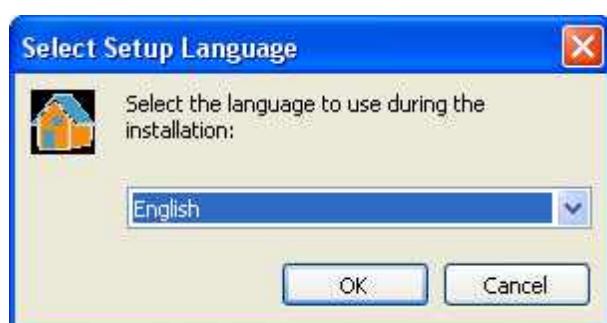 Select Setup Language
Select the language to use during the
installation:
English
OK
Cancel